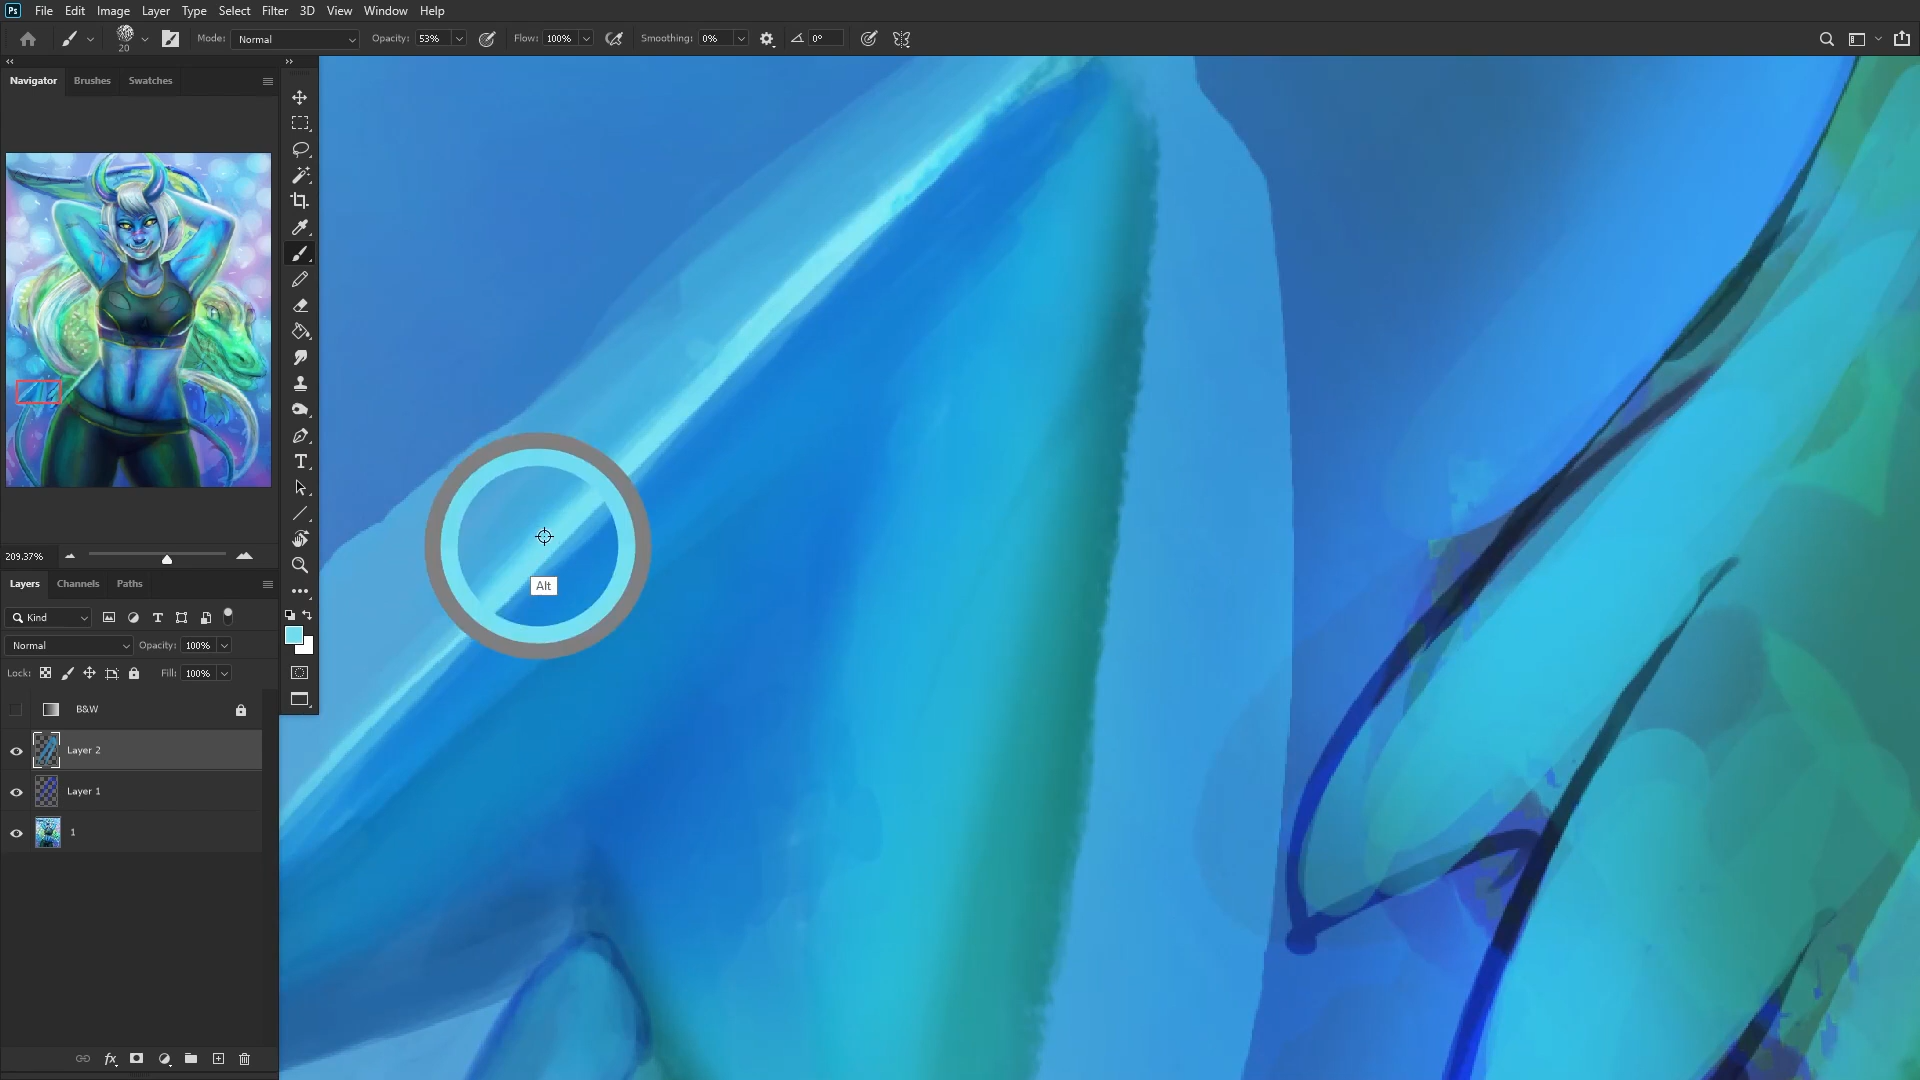 Ps File Edit Image Layer Type Select Filter 3D View Window Help
20 Mode: Normal Opacity: 53% Flow: 100% Smoothing: 0% 0°
Navigator Brushes Swatches
209.37%
Layers Channels Paths
Kind T
Normal Opacity: 100%
Lock: Fill: 100%
B&W
Layer 2
Layer 1
1
fx
T
Alt